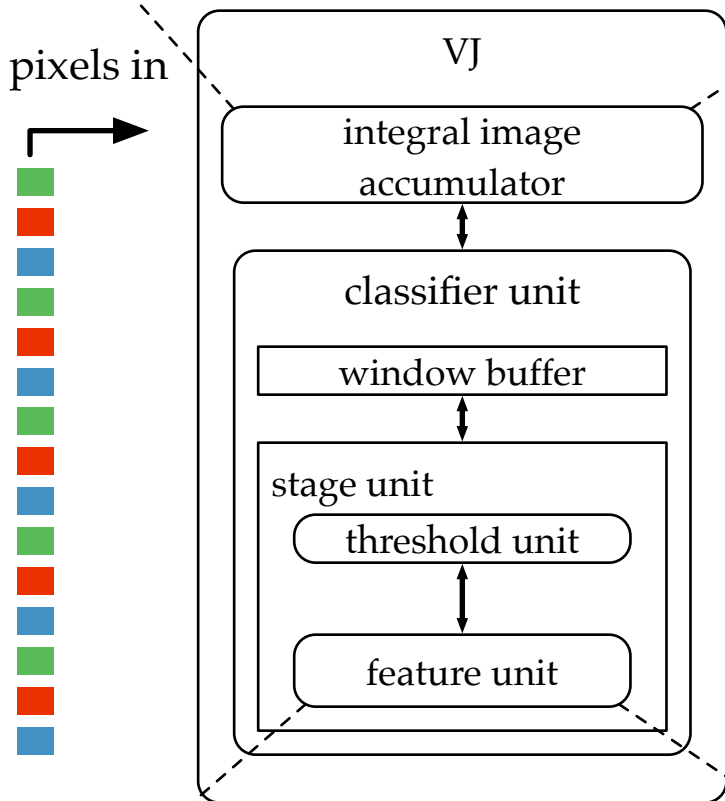 VJ
pixels in
integral image
accumulator
classifier unit
window buffer
stage unit
threshold unit
feature unit